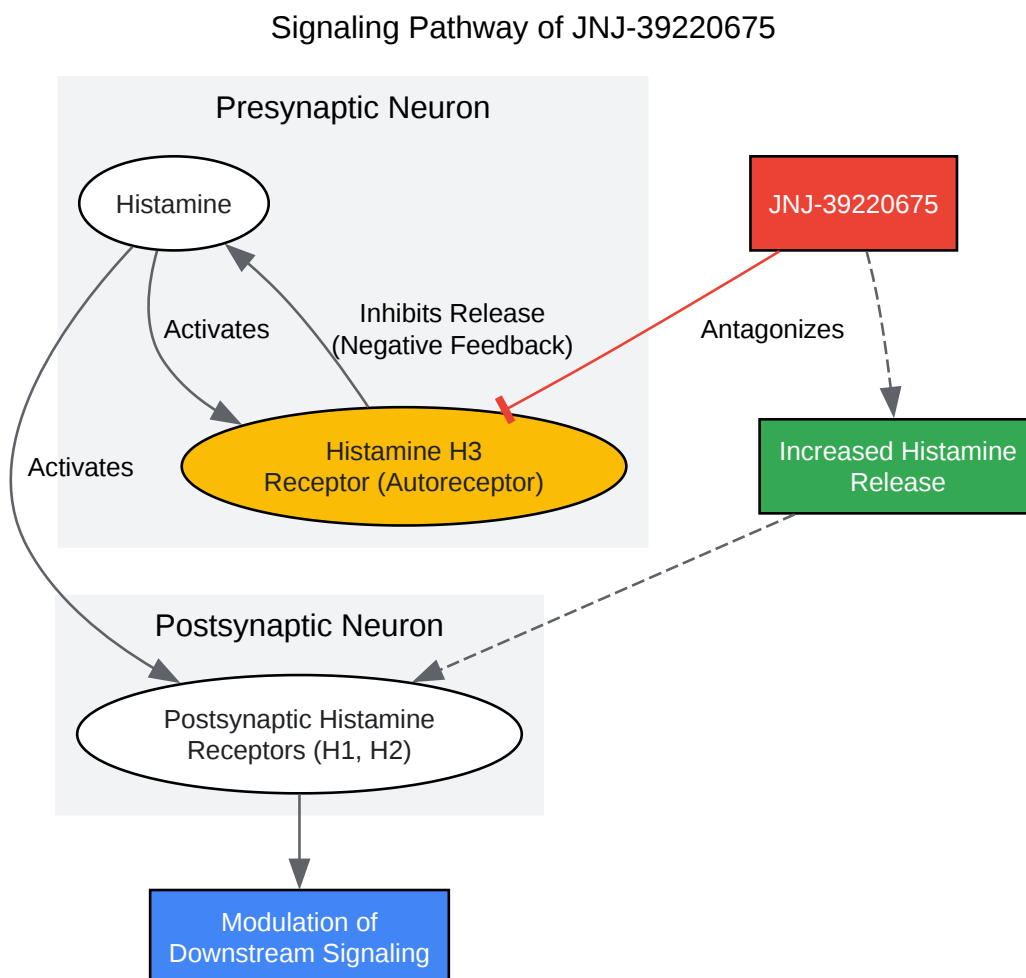 Signaling Pathway of JNJ-39220675
Presynaptic Neuron
Histamine
JNJ-39220675
Activates
Inhibits Release
(Negative Feedback)
Antagonizes
Histamine H3
Receptor (Autoreceptor)
Activates
Increased Histamine
Release
Postsynaptic Neuron
Postsynaptic Histamine
Receptors (H1, H2)
Modulation of
Downstream Signaling